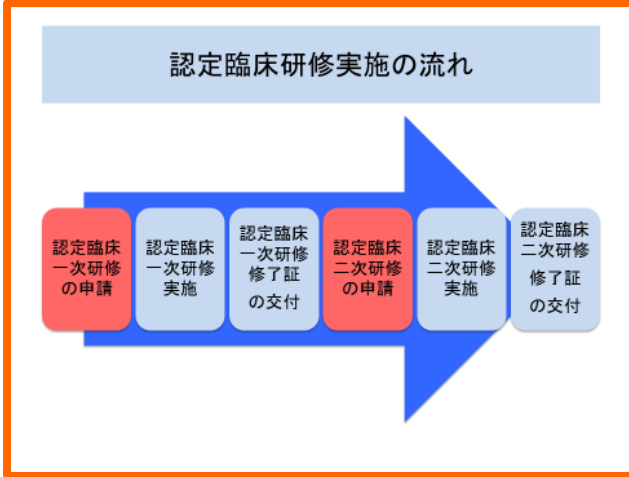 認定臨床研修実施の流れ
認定臨床
一次研修
の申請
認定臨床
一次研修
実施
認定臨床
一次研修
修了証
の交付
認定臨床
二次研修
の申請
認定臨床
二次研修
実施
認定臨床
二次研修
修了証
の交付